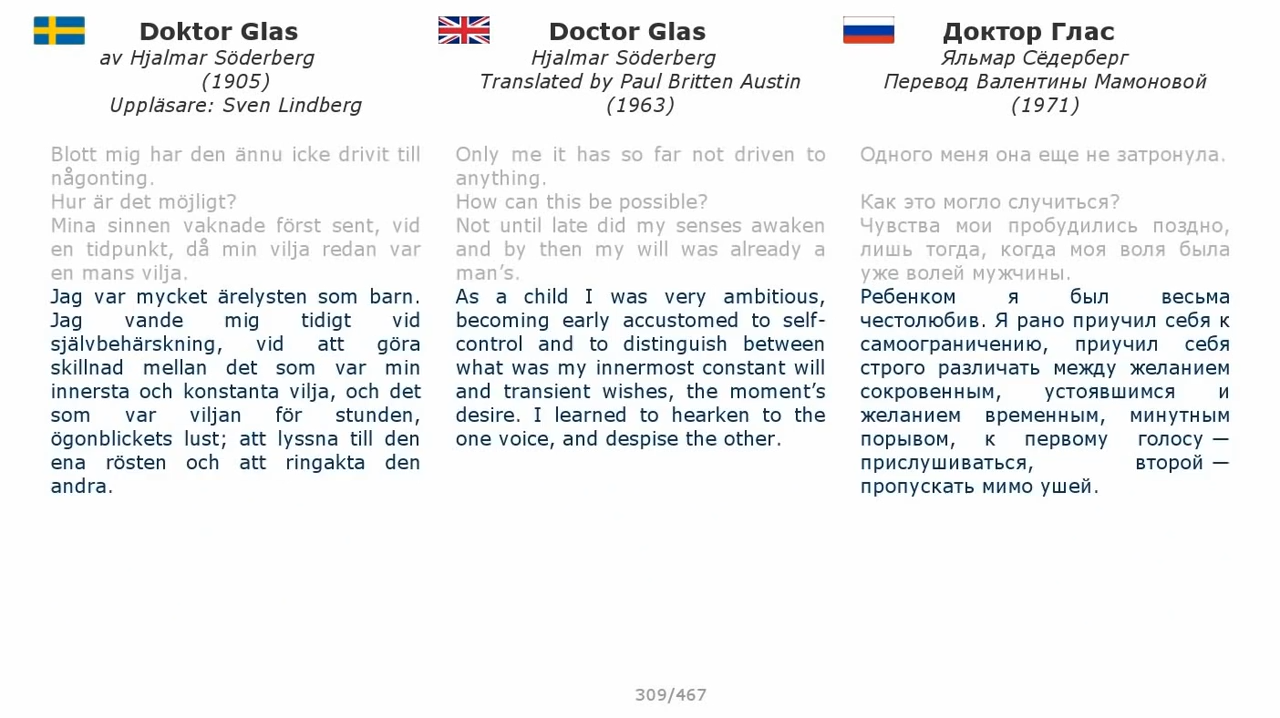 Doktor Glas
av Hjalmar Söderberg
(1905)
Uppläsare: Sven Lindberg
Blott mig har den ännu icke drivit till
någonting.
Hur är det möjligt?
Mina sinnen vaknade först sent, vid
en tidpunkt, då min vilja redan var
en mans vilja.
Jag var mycket ärelysten som barn.
Jag vande mig tidigt vid
självbehärskning, vid att göra
skillnad mellan det som var min
innersta och konstanta vilja, och det
som var viljan för stunden,
ögonblickets lust; att lyssna till den
ena rösten och att ringakta den
andra.
Doctor Glas
Hjalmar Söderberg
Translated by Paul Britten Austin
(1963)
Only me it has so far not driven to
anything.
How can this be possible?
Not until late did my senses awaken
and by then my will was already a
man's.
As a child I was very ambitious,
becoming early accustomed to self-
control and to distinguish between
what was my innermost constant will
and transient wishes, the moment's
desire. I learned to hearken to the
one voice, and despise the other.
Доктор Глас
Яльмар Сёдерберг
Перевод Валентины Мамоновой
(1971)
Одного меня она еще не затронула.
Как это могло случиться?
Чувства мои пробудились поздно,
лишь тогда, когда моя воля была
уже волей мужчины.
Ребенком я был весьма
честолюбив. Я рано приучил себя к
самоограничению, приучил себя
строго различать между желанием
сокровенным, устоявшимся и
желанием временным, минутным
порывом, к первому голосу —
прислушиваться, второй —
пропускать мимо ушей.
309/467